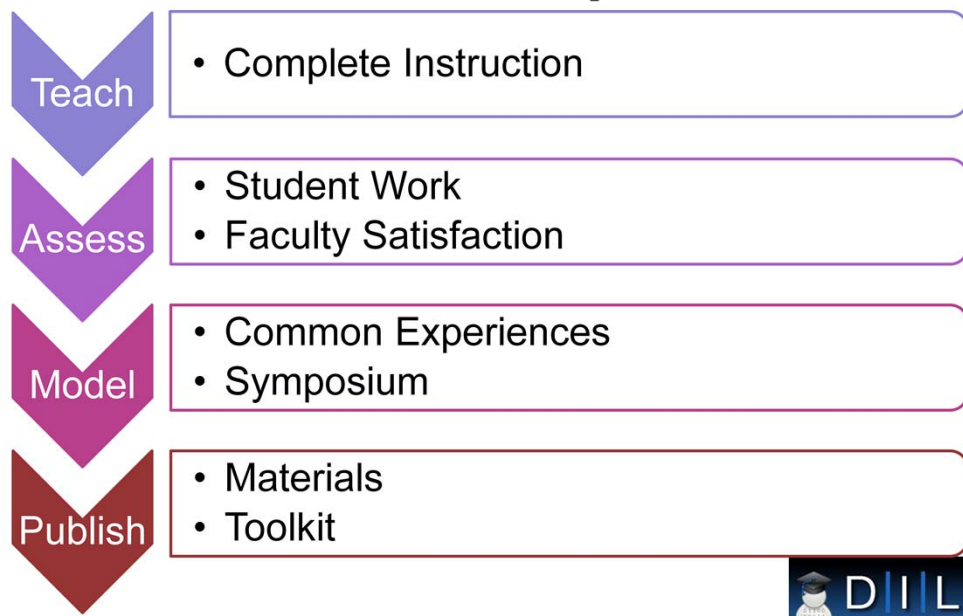 Teach
• Complete Instruction
Assess
• Student Work
• Faculty Satisfaction
Model
• Common Experiences
• Symposium
Publish
• Materials
• Toolkit
D|I|L